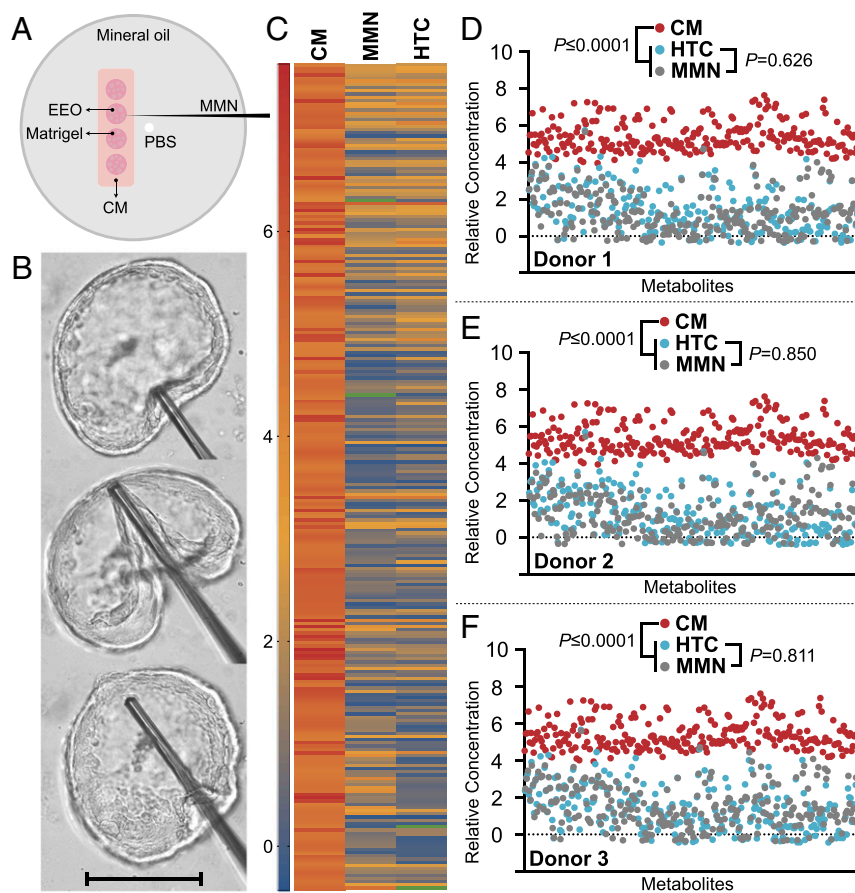 A
Mineral oil
EEO
MMN
Matrigel
PBS
CM
B
C
CM
MMN
HTC
6
4
2
0
D
CM
P≤0.0001
HTC
P=0.626
MMN
10
8
6
4
2
0
Relative Concentration
Donor 1
Metabolites
E
CM
P≤0.0001
HTC
P=0.850
MMN
10
8
6
4
2
0
Relative Concentration
Donor 2
Metabolites
F
CM
P≤0.0001
HTC
P=0.811
MMN
10
8
6
4
2
0
Relative Concentration
Donor 3
Metabolites